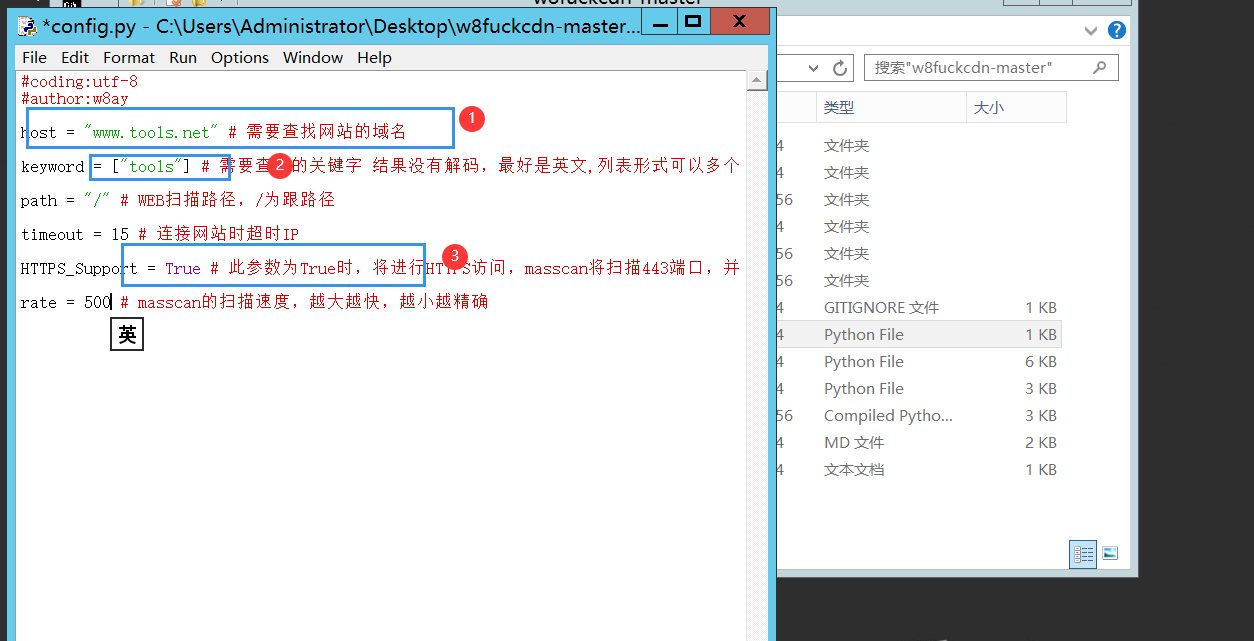 w8fuckcdn-master
*config.py - C:\Users\Administrator\Desktop\w8fuckcdn-master...
File Edit Format Run Options Window Help
#coding:utf-8
#author:w8ay
host = "www.tools.net" # 需要查找网站的域名
1
keyword = ["tools"] # 需要查 的关键字 结果没有解码，最好是英文,列表形式可以多个
2
path = "/" # WEB扫描路径，/为跟路径
timeout = 15 # 连接网站时超时IP
HTTPS_Support = True # 此参数为True时，将进行HTTPS访问，masscan将扫描443端口，并
3
rate = 500 # masscan的扫描速度，越大越快，越小越精确
英
搜索"w8fuckcdn-master"
类型 大小
4 文件夹
4 文件夹
56 文件夹
4 文件夹
56 文件夹
56 文件夹
4 GITIGNORE 文件 1 KB
4 Python File 1 KB
4 Python File 6 KB
4 Python File 3 KB
56 Compiled Pytho... 3 KB
4 MD 文件 2 KB
4 文本文档 1 KB